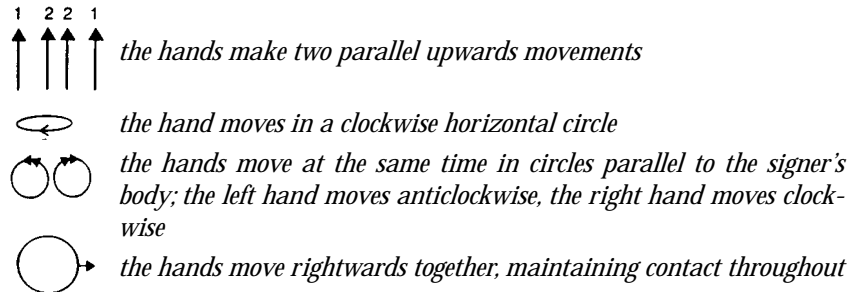 1 2 2 1
the hands make two parallel upwards movements
the hand moves in a clockwise horizontal circle
the hands move at the same time in circles parallel to the signer's
body; the left hand moves anticlockwise, the right hand moves clock-
wise
the hands move rightwards together, maintaining contact throughout